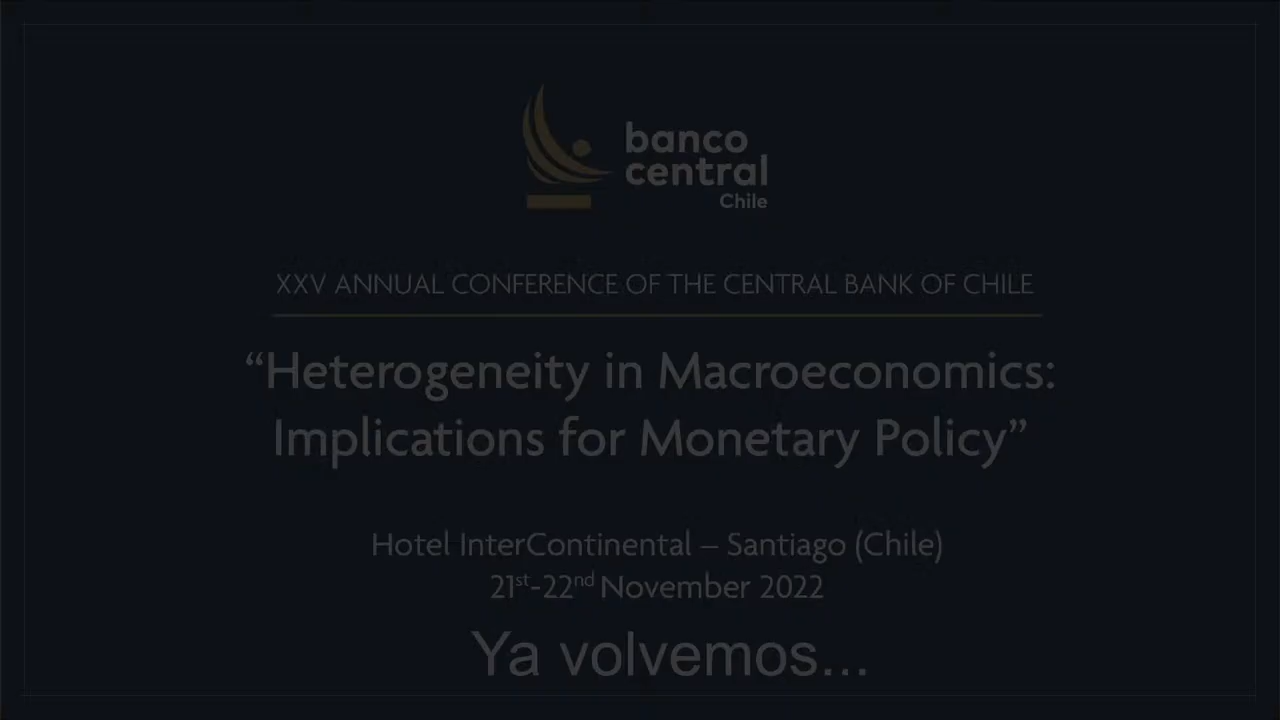 banco
central
Chile
XXV ANNUAL CONFERENCE OF THE CENTRAL BANK OF CHILE
“Heterogeneity in Macroeconomics:
Implications for Monetary Policy”
Hotel InterContinental – Santiago (Chile)
21st-22nd November 2022
Ya volvemos...